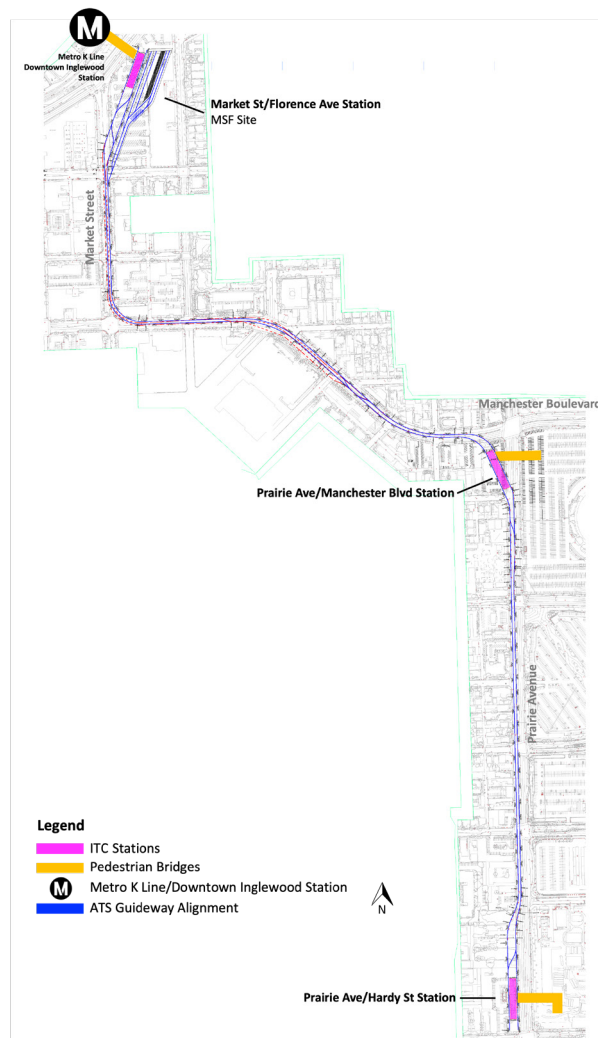 M
Metro K Line
Downtown Inglewood
Station
Market St/Florence Ave Station
MSF Site
Market Street
Manchester Boulevard
Prairie Ave/Manchester Blvd Station
Prairie Avenue
Legend
ITC Stations
Pedestrian Bridges
M Metro K Line/Downtown Inglewood Station
ATS Guideway Alignment
N
Prairie Ave/Hardy St Station